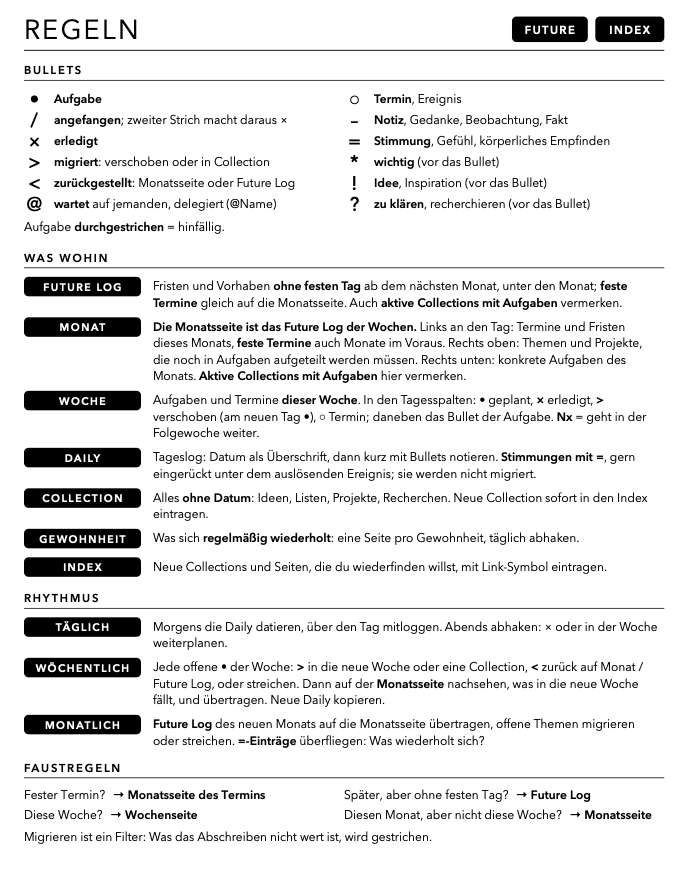 REGELN
FUTURE
INDEX
BULLETS
● Aufgabe
/ angefangen; zweiter Strich macht daraus ×
× erledigt
> migriert: verschoben oder in Collection
< zurückgestellt: Monatsseite oder Future Log
@ wartet auf jemanden, delegiert (@Name)
○ Termin, Ereignis
– Notiz, Gedanke, Beobachtung, Fakt
= Stimmung, Gefühl, körperliches Empfinden
* wichtig (vor das Bullet)
! Idee, Inspiration (vor das Bullet)
? zu klären, recherchieren (vor das Bullet)
Aufgabe durchgestrichen = hinfällig.
WAS WOHIN
FUTURE LOG
Fristen und Vorhaben ohne festen Tag ab dem nächsten Monat, unter den Monat; feste
Termine gleich auf die Monatsseite. Auch aktive Collections mit Aufgaben vermerken.
MONAT
Die Monatsseite ist das Future Log der Wochen. Links an den Tag: Termine und Fristen
dieses Monats, feste Termine auch Monate im Voraus. Rechts oben: Themen und Projekte,
die noch in Aufgaben aufgeteilt werden müssen. Rechts unten: konkrete Aufgaben des
Monats. Aktive Collections mit Aufgaben hier vermerken.
WOCHE
Aufgaben und Termine dieser Woche. In den Tagesspalten: • geplant, × erledigt, >
verschoben (am neuen Tag •), ○ Termin; daneben das Bullet der Aufgabe. Nx = geht in der
Folgewoche weiter.
DAILY
Tageslog: Datum als Überschrift, dann kurz mit Bullets notieren. Stimmungen mit =, gern
eingerückt unter dem auslösenden Ereignis; sie werden nicht migriert.
COLLECTION
Alles ohne Datum: Ideen, Listen, Projekte, Recherchen. Neue Collection sofort in den Index
eintragen.
GEWOHNHEIT
Was sich regelmäßig wiederholt: eine Seite pro Gewohnheit, täglich abhaken.
INDEX
Neue Collections und Seiten, die du wiederfinden willst, mit Link-Symbol eintragen.
RHYTHMUS
TÄGLICH
Morgens die Daily datieren, über den Tag mitloggen. Abends abhaken: × oder in der Woche
weiterplanen.
WÖCHENTLICH
Jede offene • der Woche: > in die neue Woche oder eine Collection, < zurück auf Monat /
Future Log, oder streichen. Dann auf der Monatsseite nachsehen, was in die neue Woche
fällt, und übertragen. Neue Daily kopieren.
MONATLICH
Future Log des neuen Monats auf die Monatsseite übertragen, offene Themen migrieren
oder streichen. =-Einträge überfliegen: Was wiederholt sich?
FAUSTREGELN
Fester Termin? → Monatsseite des Termins
Später, aber ohne festen Tag? → Future Log
Diese Woche? → Wochenseite
Diesen Monat, aber nicht diese Woche? → Monatsseite
Migrieren ist ein Filter: Was das Abschreiben nicht wert ist, wird gestrichen.